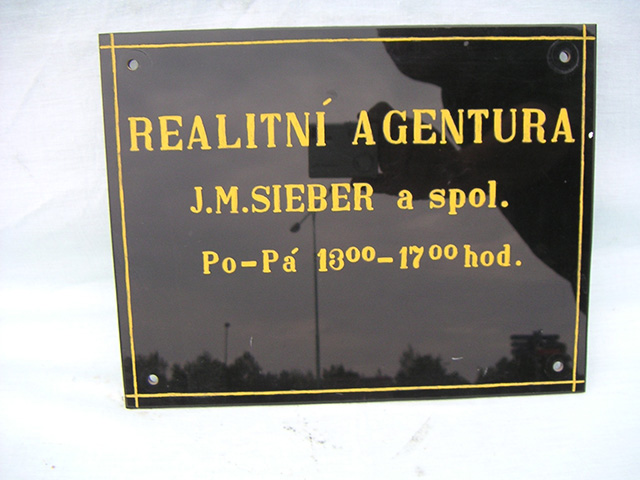 REALITNÍ AGENTURA
J.M.SIEBER a spol.
Po-Pá 13⁰⁰-17⁰⁰ hod.